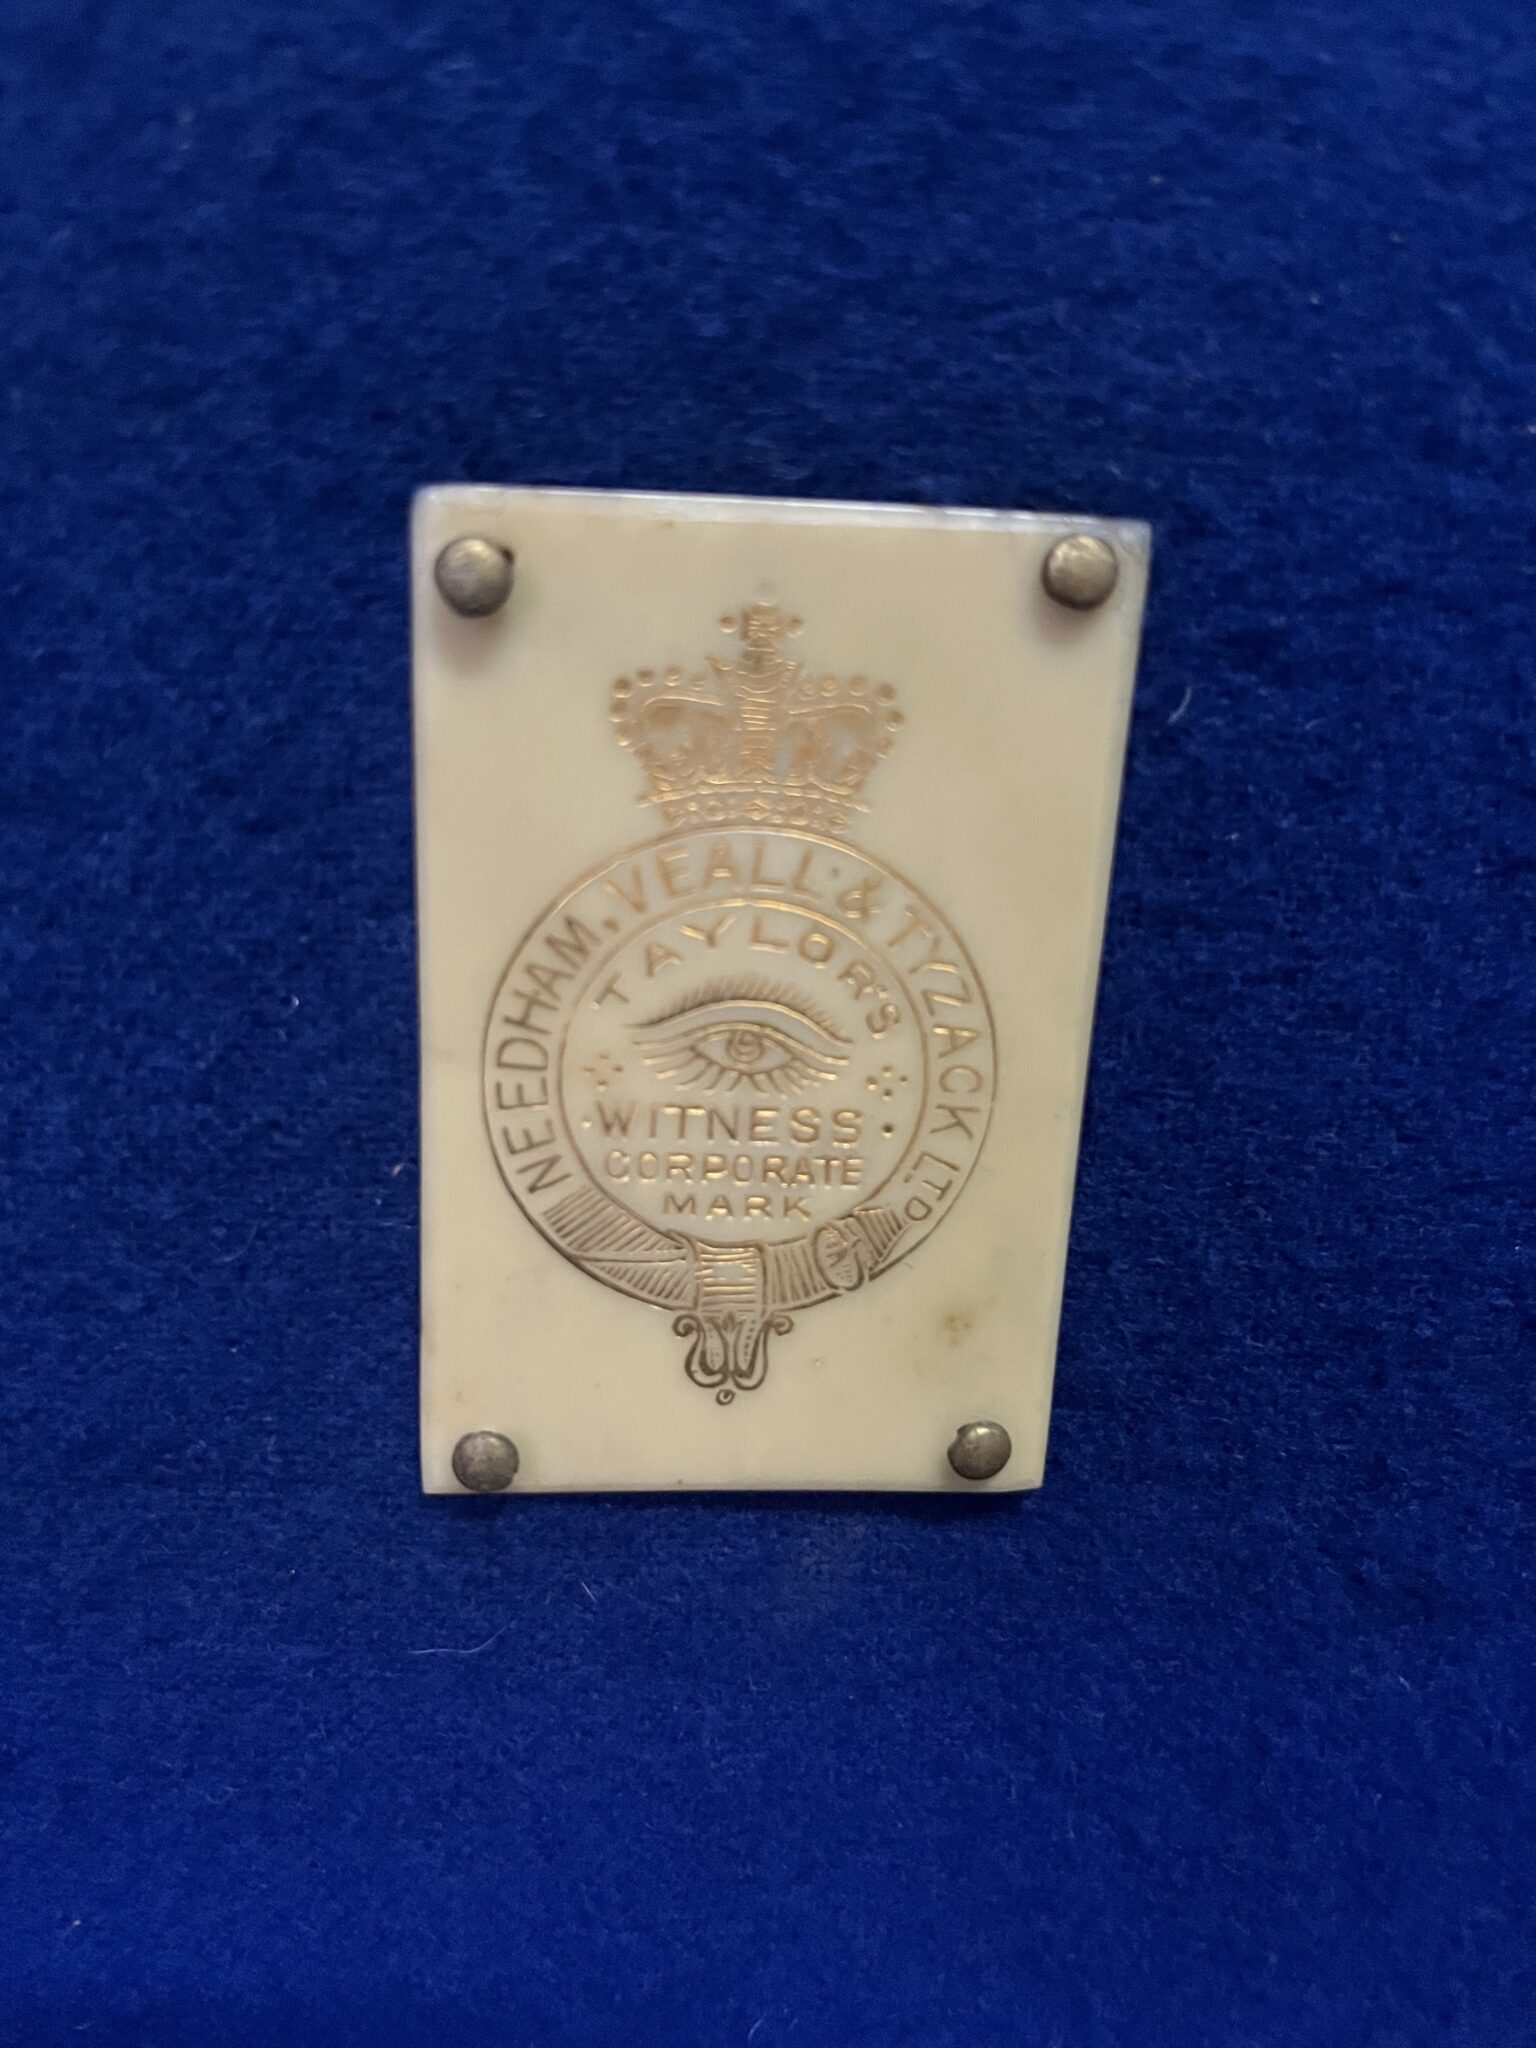 NEEDHAM, VEALL & TYZACK LTD
TAYLOR'S
WITNESS
CORPORATE
MARK